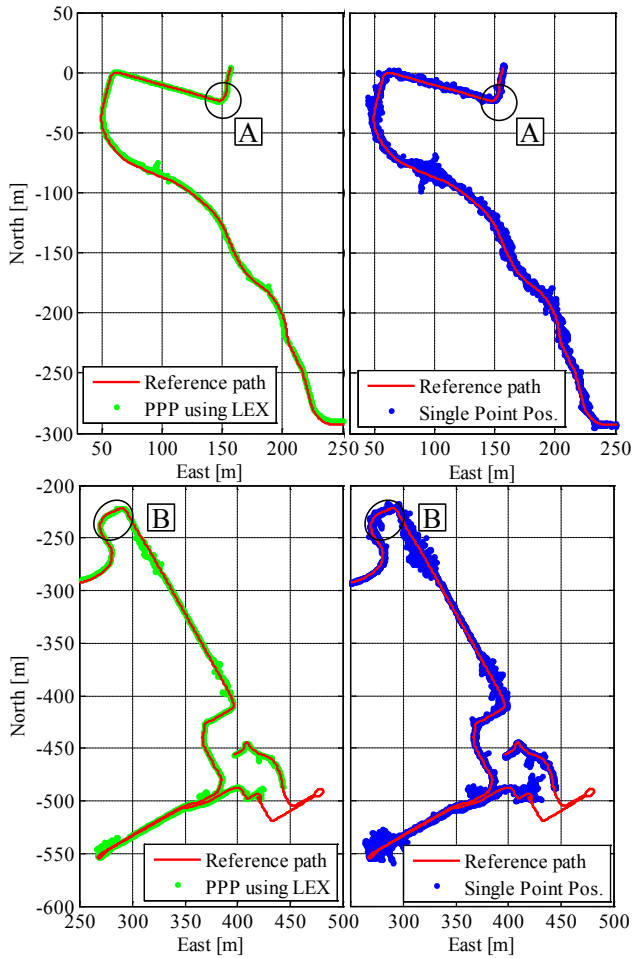 50
0
-50
-100
-150
-200
-250
-300
North [m]
A
Reference path
PPP using LEX
50 100 150 200 250
East [m]
A
Reference path
Single Point Pos.
50 100 150 200 250
East [m]
-200
-250
-300
-350
-400
-450
-500
-550
-600
North [m]
B
Reference path
PPP using LEX
250 300 350 400 450 500
East [m]
B
Reference path
Single Point Pos.
300 350 400 450 500
East [m]